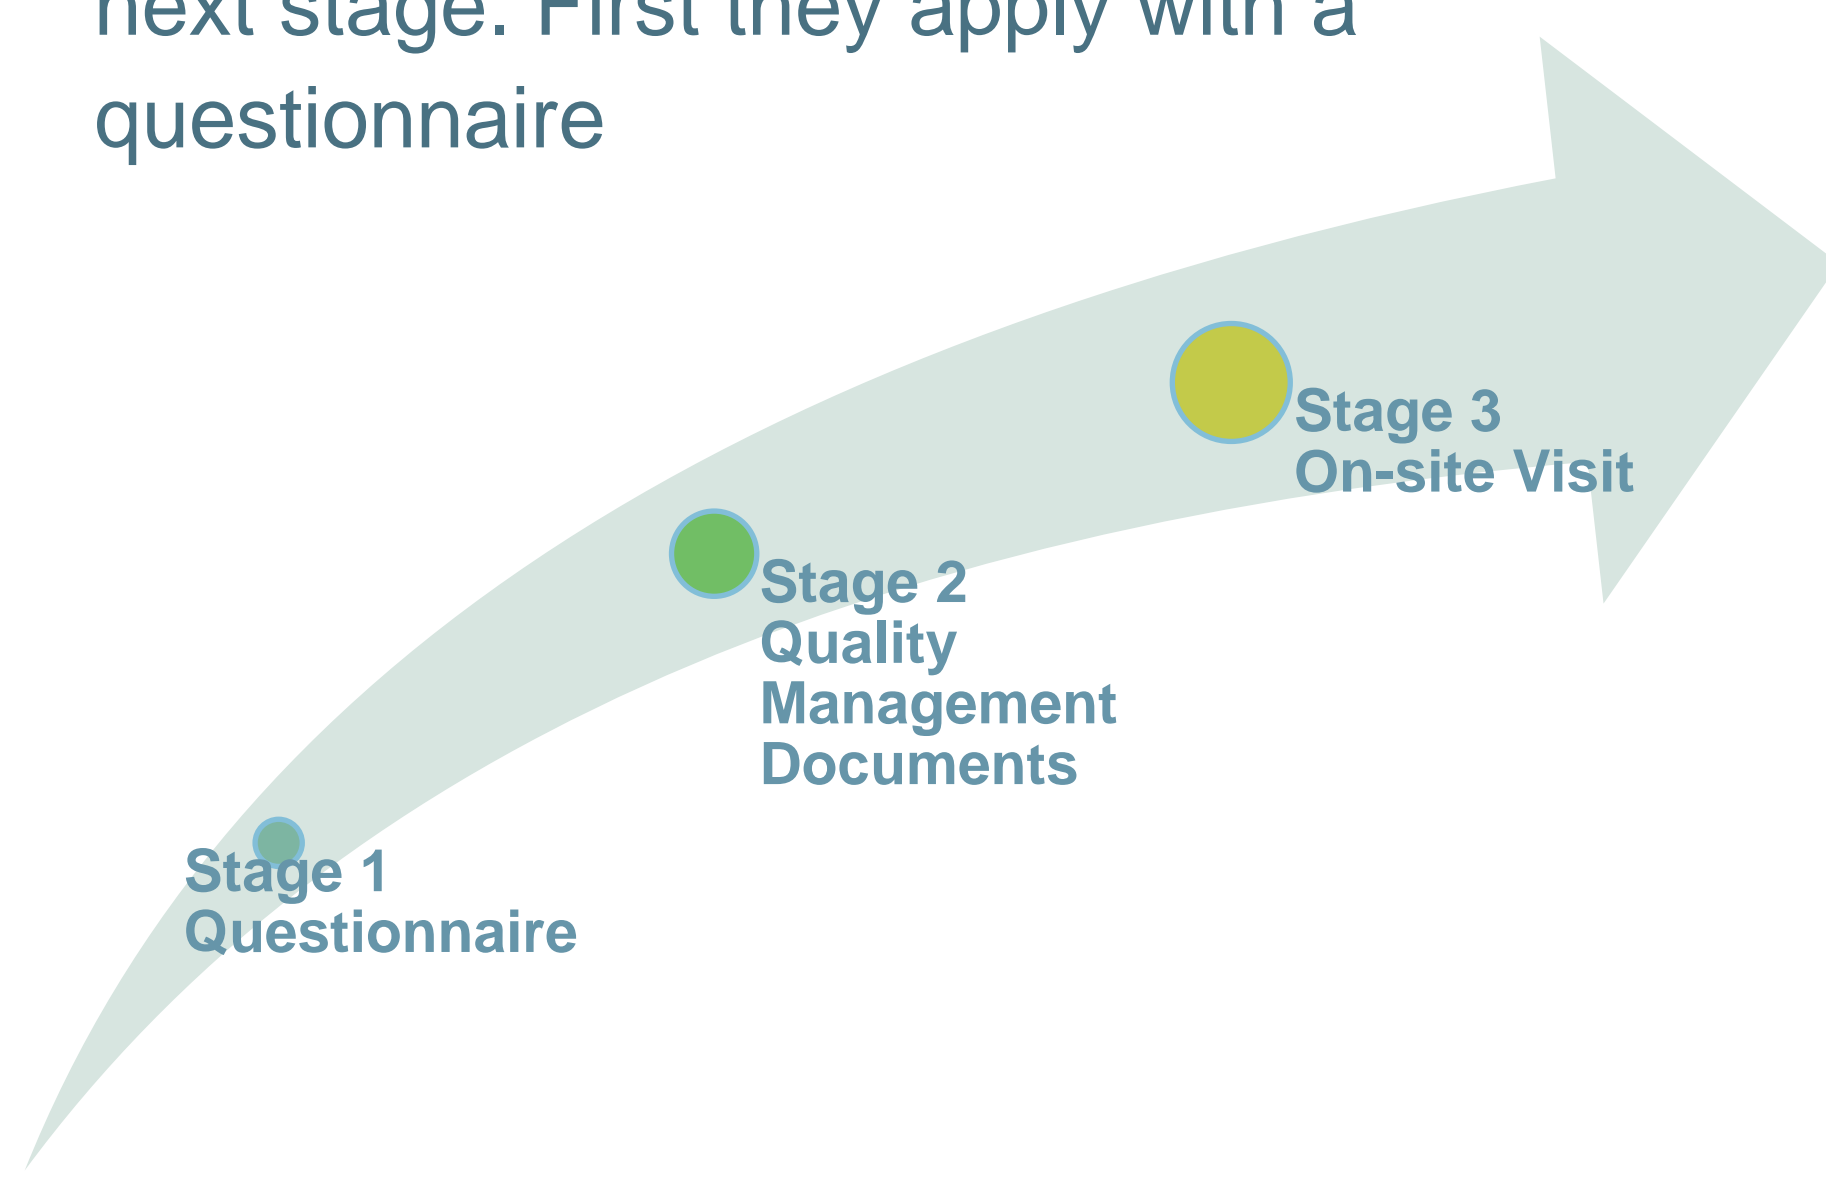 next stage. First they apply with a
questionnaire
Stage 3
On-site Visit
Stage 2
Quality
Management
Documents
Stage 1
Questionnaire